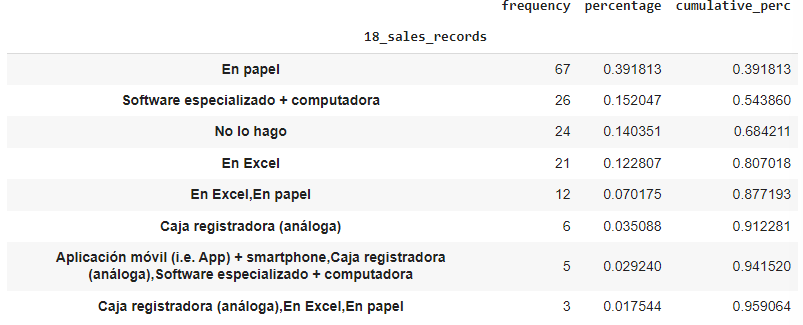 frequency percentage cumulative_perc
18_sales_records
En papel 67 0.391813 0.391813
Software especializado + computadora 26 0.152047 0.543860
No lo hago 24 0.140351 0.684211
En Excel 21 0.122807 0.807018
En Excel,En papel 12 0.070175 0.877193
Caja registradora (análoga) 6 0.035088 0.912281
Aplicación móvil (i.e. App) + smartphone,Caja registradora
(análoga),Software especializado + computadora 5 0.029240 0.941520
Caja registradora (análoga),En Excel,En papel 3 0.017544 0.959064